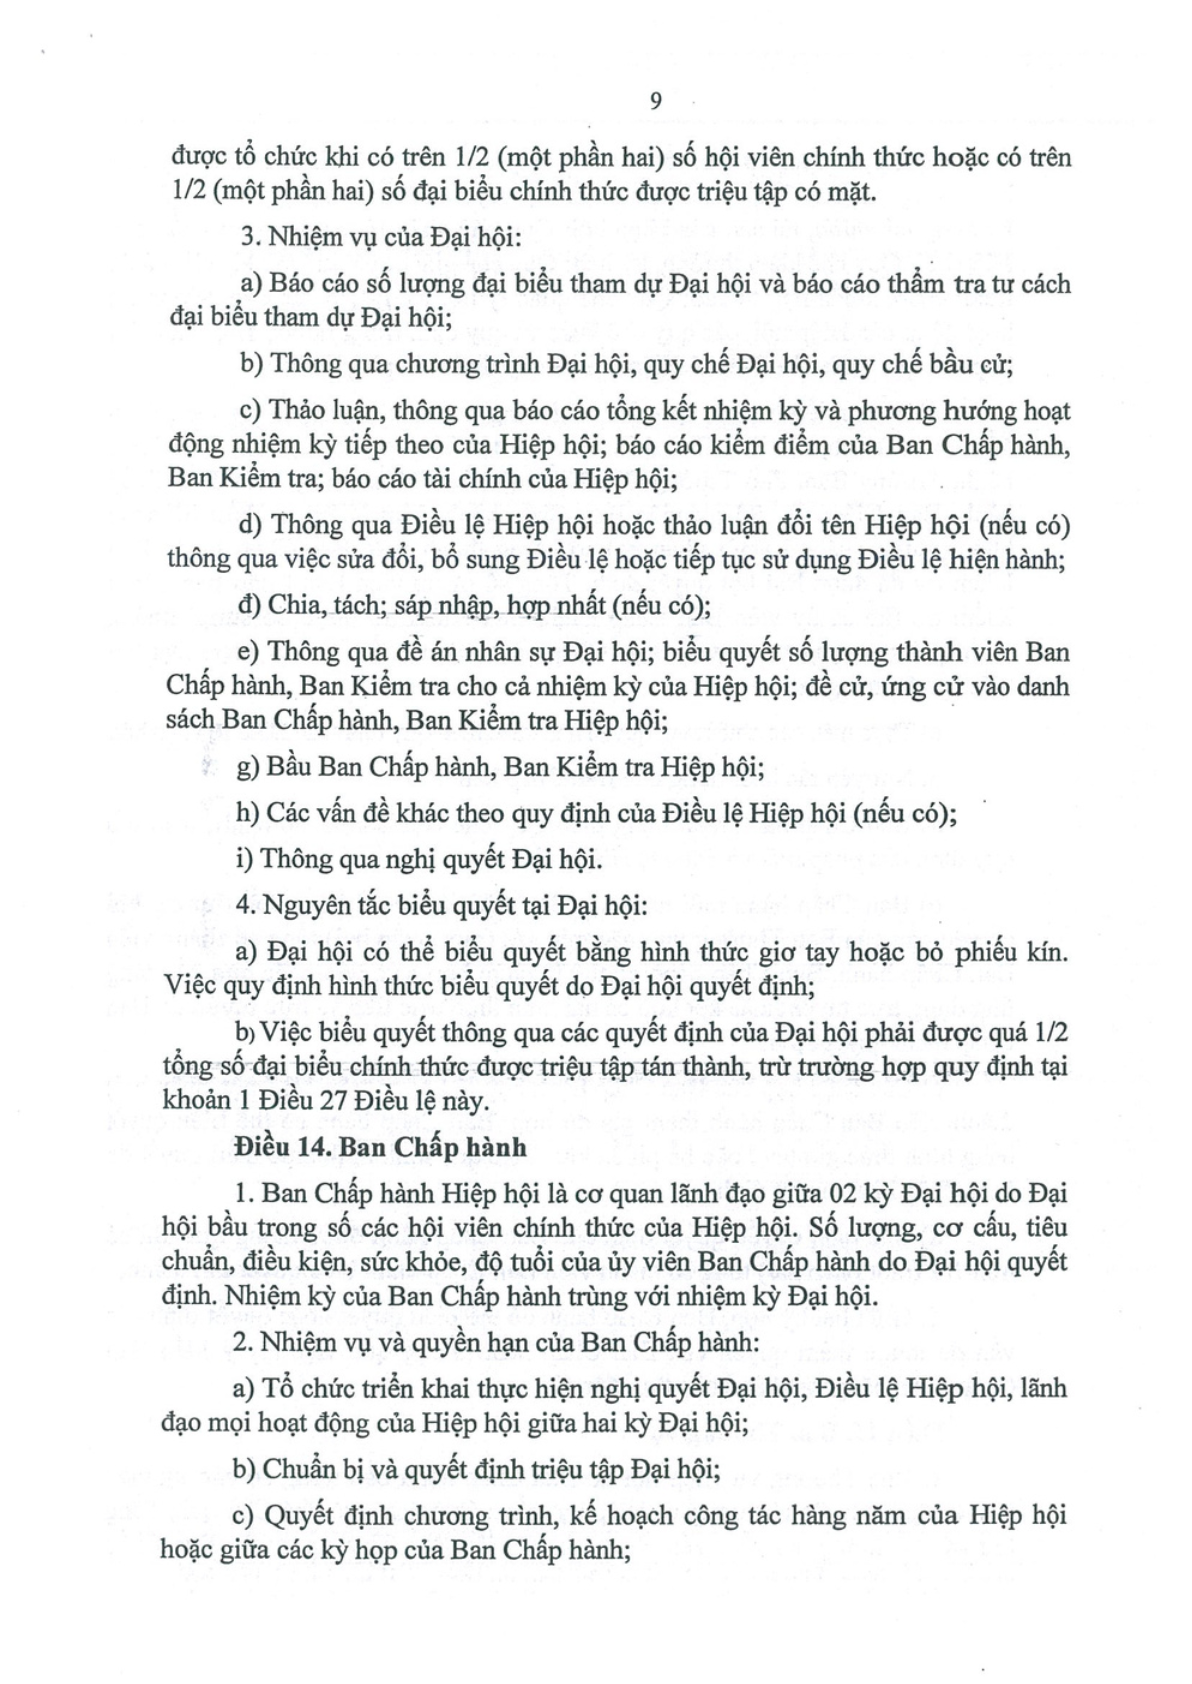 9
được tổ chức khi có trên 1/2 (một phần hai) số hội viên chính thức hoặc có trên
1/2 (một phần hai) số đại biểu chính thức được triệu tập có mặt.
3. Nhiệm vụ của Đại hội:
a) Báo cáo số lượng đại biểu tham dự Đại hội và báo cáo thẩm tra tư cách
đại biểu tham dự Đại hội;
b) Thông qua chương trình Đại hội, quy chế Đại hội, quy chế bầu cử;
c) Thảo luận, thông qua báo cáo tổng kết nhiệm kỳ và phương hướng hoạt
động nhiệm kỳ tiếp theo của Hiệp hội; báo cáo kiểm điểm của Ban Chấp hành,
Ban Kiểm tra; báo cáo tài chính của Hiệp hội;
d) Thông qua Điều lệ Hiệp hội hoặc thảo luận đổi tên Hiệp hội (nếu có)
thông qua việc sửa đổi, bổ sung Điều lệ hoặc tiếp tục sử dụng Điều lệ hiện hành;
đ) Chia, tách; sáp nhập, hợp nhất (nếu có);
e) Thông qua đề án nhân sự Đại hội; biểu quyết số lượng thành viên Ban
Chấp hành, Ban Kiểm tra cho cả nhiệm kỳ của Hiệp hội; đề cử, ứng cử vào danh
sách Ban Chấp hành, Ban Kiểm tra Hiệp hội;
g) Bầu Ban Chấp hành, Ban Kiểm tra Hiệp hội;
h) Các vấn đề khác theo quy định của Điều lệ Hiệp hội (nếu có);
i) Thông qua nghị quyết Đại hội.
4. Nguyên tắc biểu quyết tại Đại hội:
a) Đại hội có thể biểu quyết bằng hình thức giơ tay hoặc bỏ phiếu kín.
Việc quy định hình thức biểu quyết do Đại hội quyết định;
b) Việc biểu quyết thông qua các quyết định của Đại hội phải được quá 1/2
tổng số đại biểu chính thức được triệu tập tán thành, trừ trường hợp quy định tại
khoản 1 Điều 27 Điều lệ này.
Điều 14. Ban Chấp hành
1. Ban Chấp hành Hiệp hội là cơ quan lãnh đạo giữa 02 kỳ Đại hội do Đại
hội bầu trong số các hội viên chính thức của Hiệp hội. Số lượng, cơ cấu, tiêu
chuẩn, điều kiện, sức khỏe, độ tuổi của ủy viên Ban Chấp hành do Đại hội quyết
định. Nhiệm kỳ của Ban Chấp hành trùng với nhiệm kỳ Đại hội.
2. Nhiệm vụ và quyền hạn của Ban Chấp hành:
a) Tổ chức triển khai thực hiện nghị quyết Đại hội, Điều lệ Hiệp hội, lãnh
đạo mọi hoạt động của Hiệp hội giữa hai kỳ Đại hội;
b) Chuẩn bị và quyết định triệu tập Đại hội;
c) Quyết định chương trình, kế hoạch công tác hàng năm của Hiệp hội
hoặc giữa các kỳ họp của Ban Chấp hành;